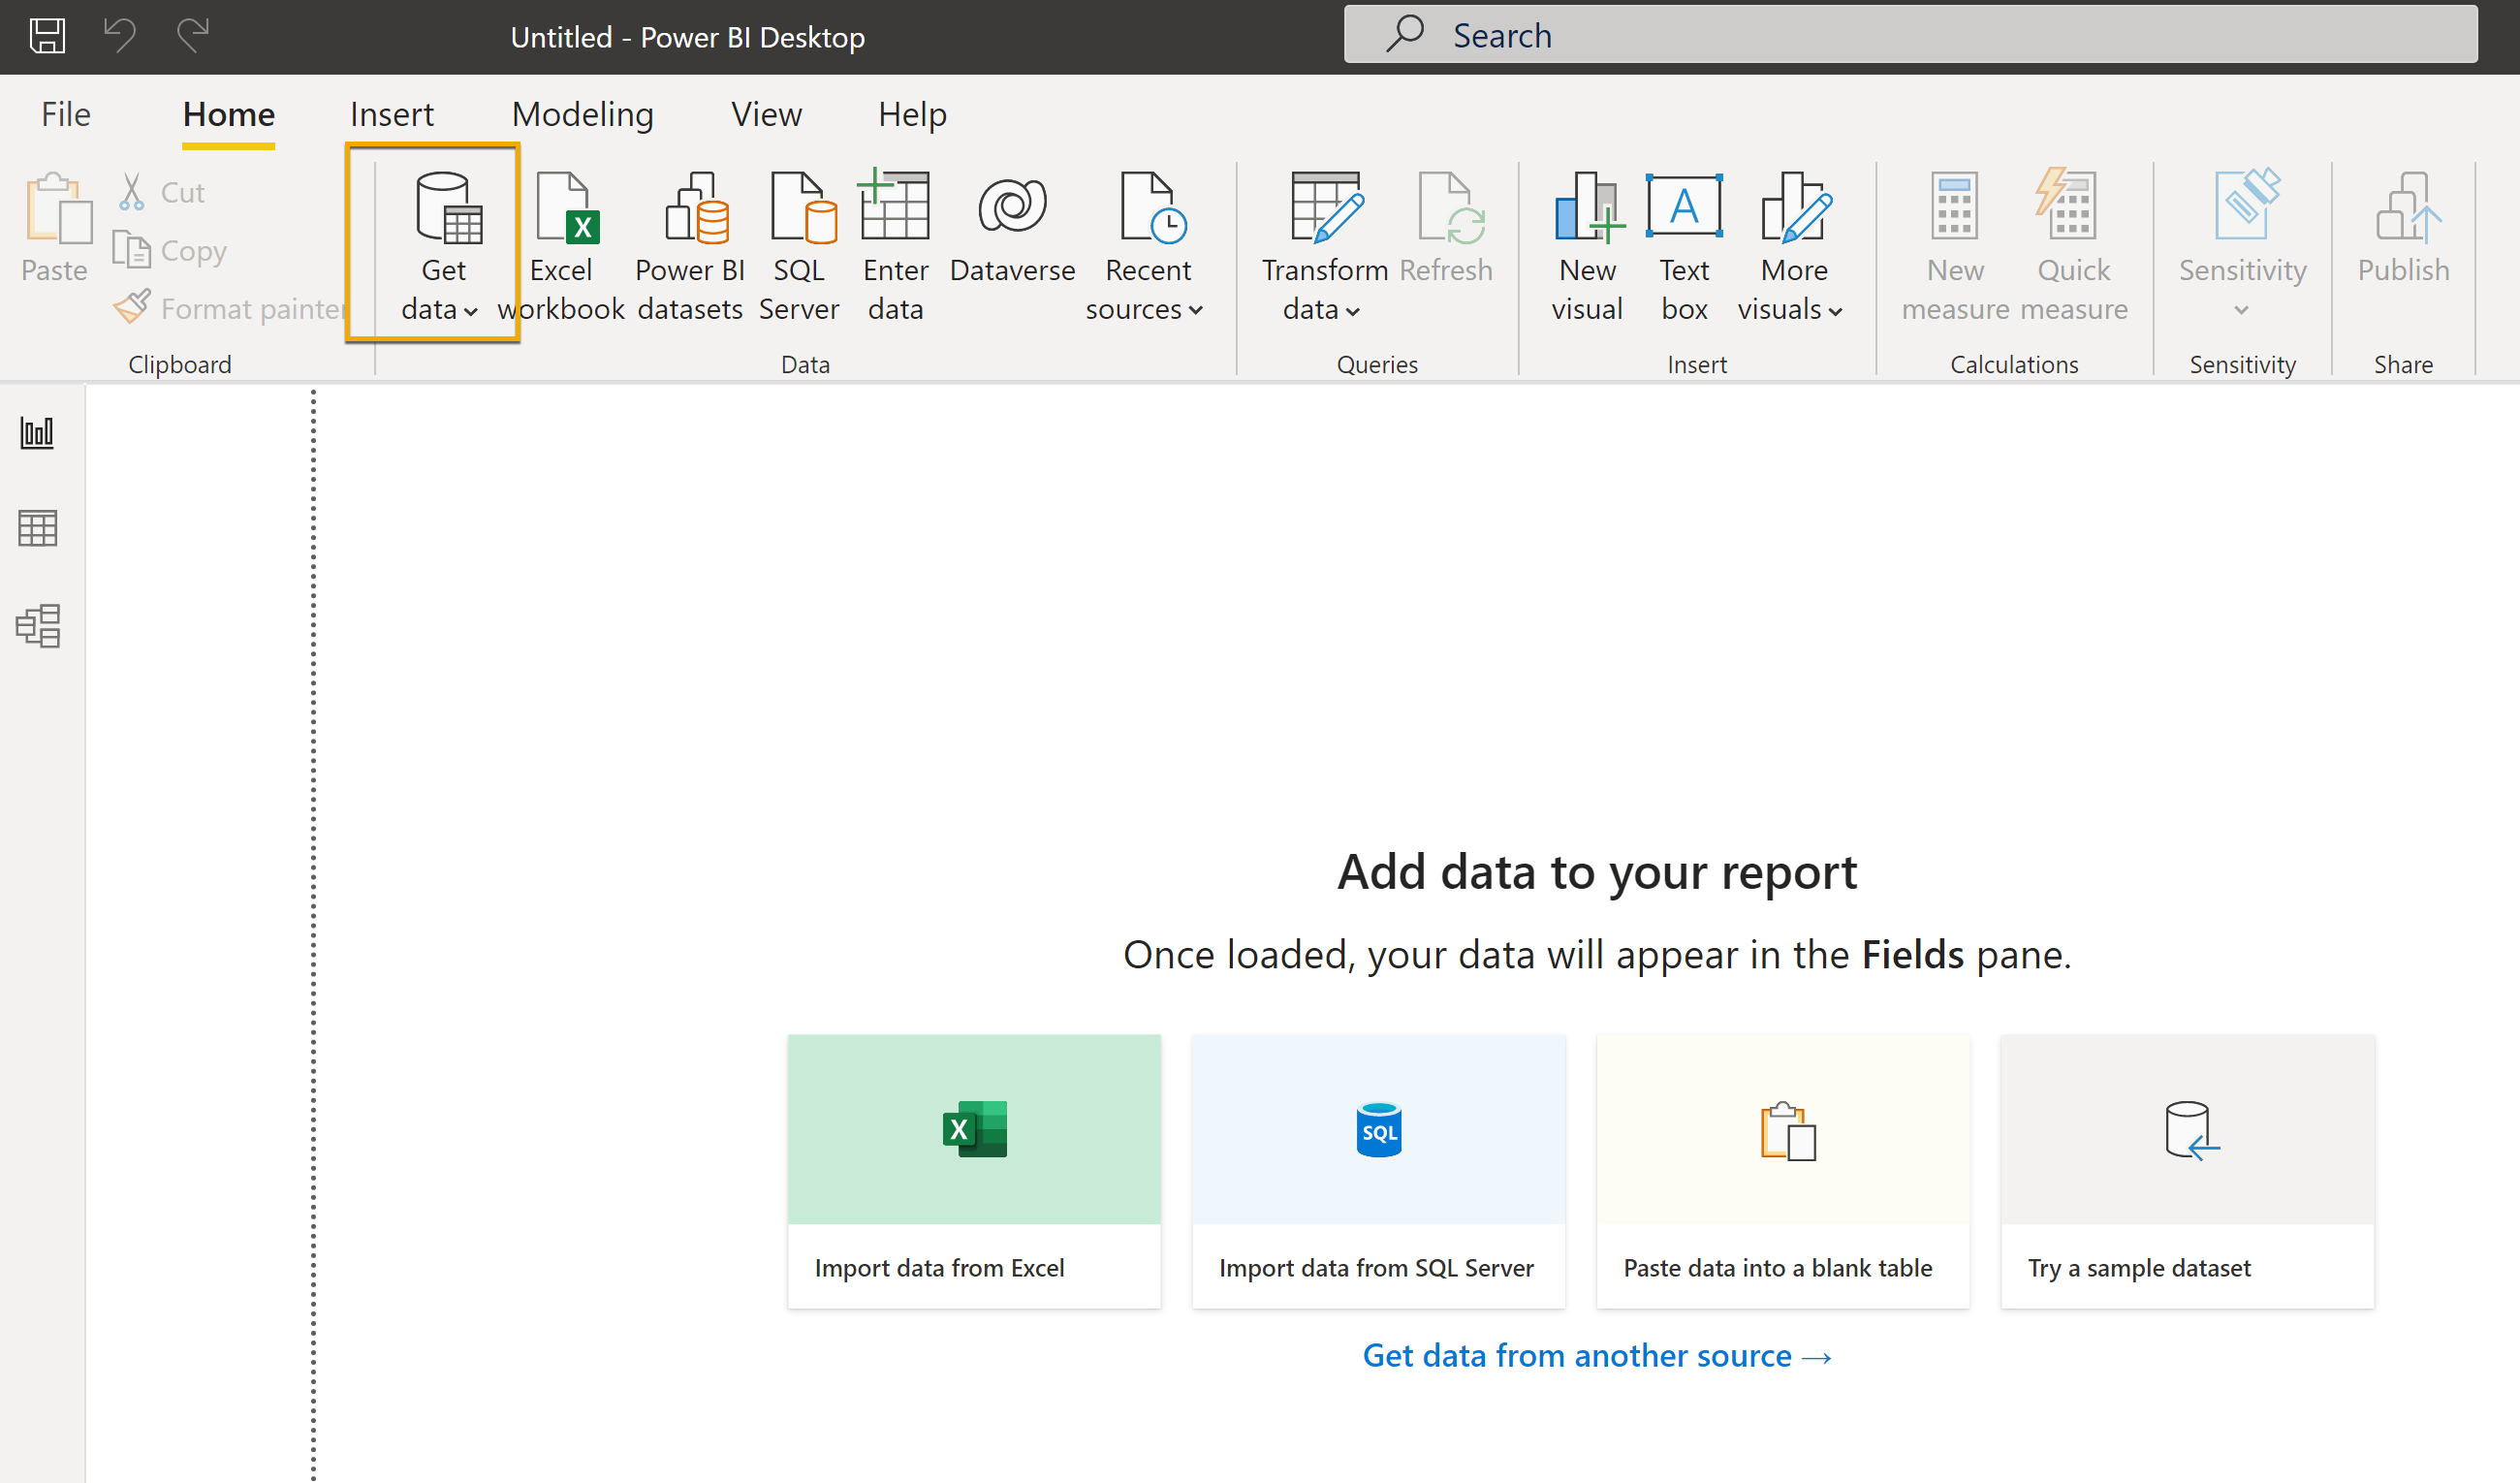 Untitled - Power BI Desktop
Search
File Home Insert Modeling View Help
Paste
Cut
Copy
Format painter
Clipboard
Get data
Excel workbook
Power BI datasets
SQL Server
Enter data
Dataverse
Recent sources
Data
Transform data
Refresh
Queries
New visual
Text box
More visuals
Insert
New measure
Quick measure
Calculations
Sensitivity
Sensitivity
Publish
Share
Add data to your report
Once loaded, your data will appear in the Fields pane.
SQL
Import data from Excel
Import data from SQL Server
Paste data into a blank table
Try a sample dataset
Get data from another source →